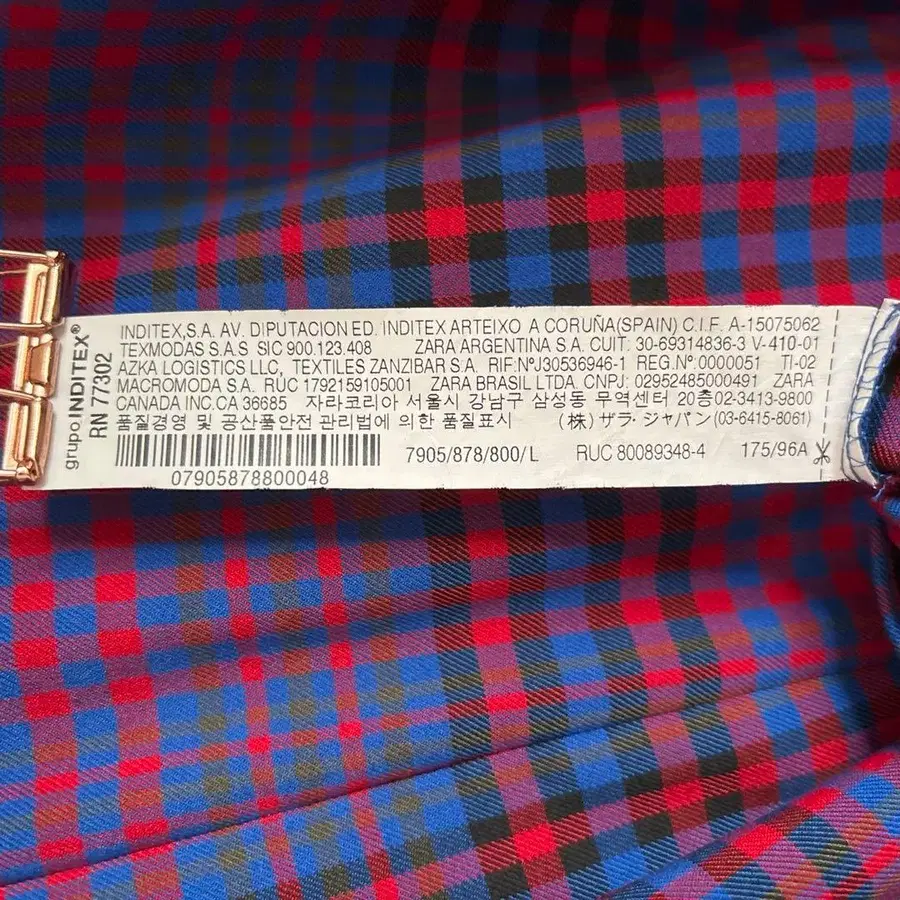 grupo.INDITEX®
RN 77302
INDITEX,S.A. AV. DIPUTACION ED. INDITEX ARTEIXO A CORUÑA(SPAIN) C.I.F. A-15075062
TEXMODAS S.A.S SIC 900.123.408 ZARA ARGENTINA S.A. CUIT. 30-69314836-3 V-410-01
AZKA LOGISTICS LLC, TEXTILES ZANZIBAR S.A. RIF:NºJ30536946-1 REG.Nº:0000051 TI-02
MACROMODA S.A. RUC 1792159105001 ZARA BRASIL LTDA. CNPJ: 02952485000491 ZARA
CANADA INC.CA 36685 자라코리아 서울시 강남구 삼성동 무역센터 20층02-3413-9800
품질경영 및 공산품안전 관리법에 의한 품질표시 (株) ザラ・ジャパン(03-6415-8061)
7905/878/800/L RUC 80089348-4 175/96A
07905878800048